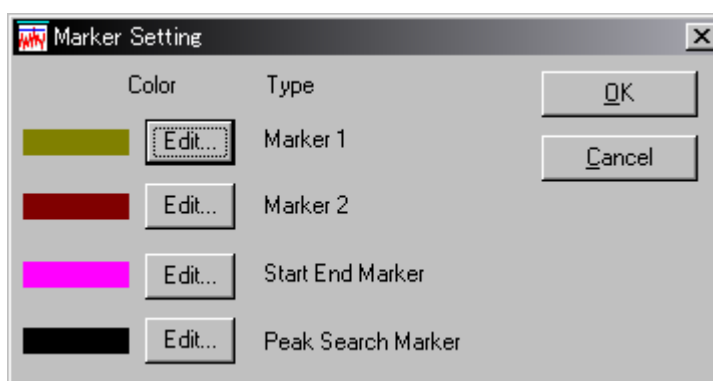 Marker Setting
Color Type
OK
Edit... Marker 1
Cancel
Edit... Marker 2
Edit... Start End Marker
Edit... Peak Search Marker